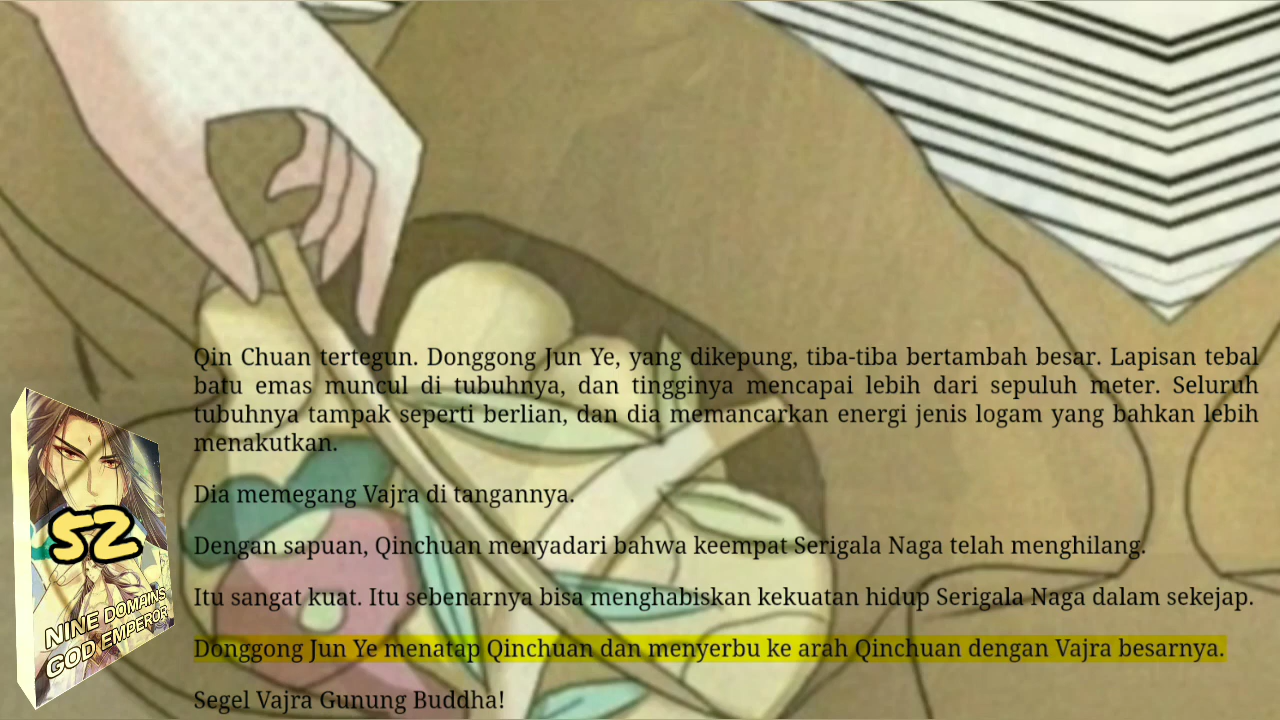 Qin Chuan tertegun. Donggong Jun Ye, yang dikepung, tiba-tiba bertambah besar. Lapisan tebal
batu emas muncul di tubuhnya, dan tingginya mencapai lebih dari sepuluh meter. Seluruh
tubuhnya tampak seperti berlian, dan dia memancarkan energi jenis logam yang bahkan lebih
menakutkan.
Dia memegang Vajra di tangannya.
Dengan sapuan, Qinchuan menyadari bahwa keempat Serigala Naga telah menghilang.
Itu sangat kuat. Itu sebenarnya bisa menghabiskan kekuatan hidup Serigala Naga dalam sekejap.
Donggong Jun Ye menatap Qinchuan dan menyerbu ke arah Qinchuan dengan Vajra besarnya.
Segel Vajra Gunung Buddha!
52
NINE DOMAINS
GOD EMPEROR